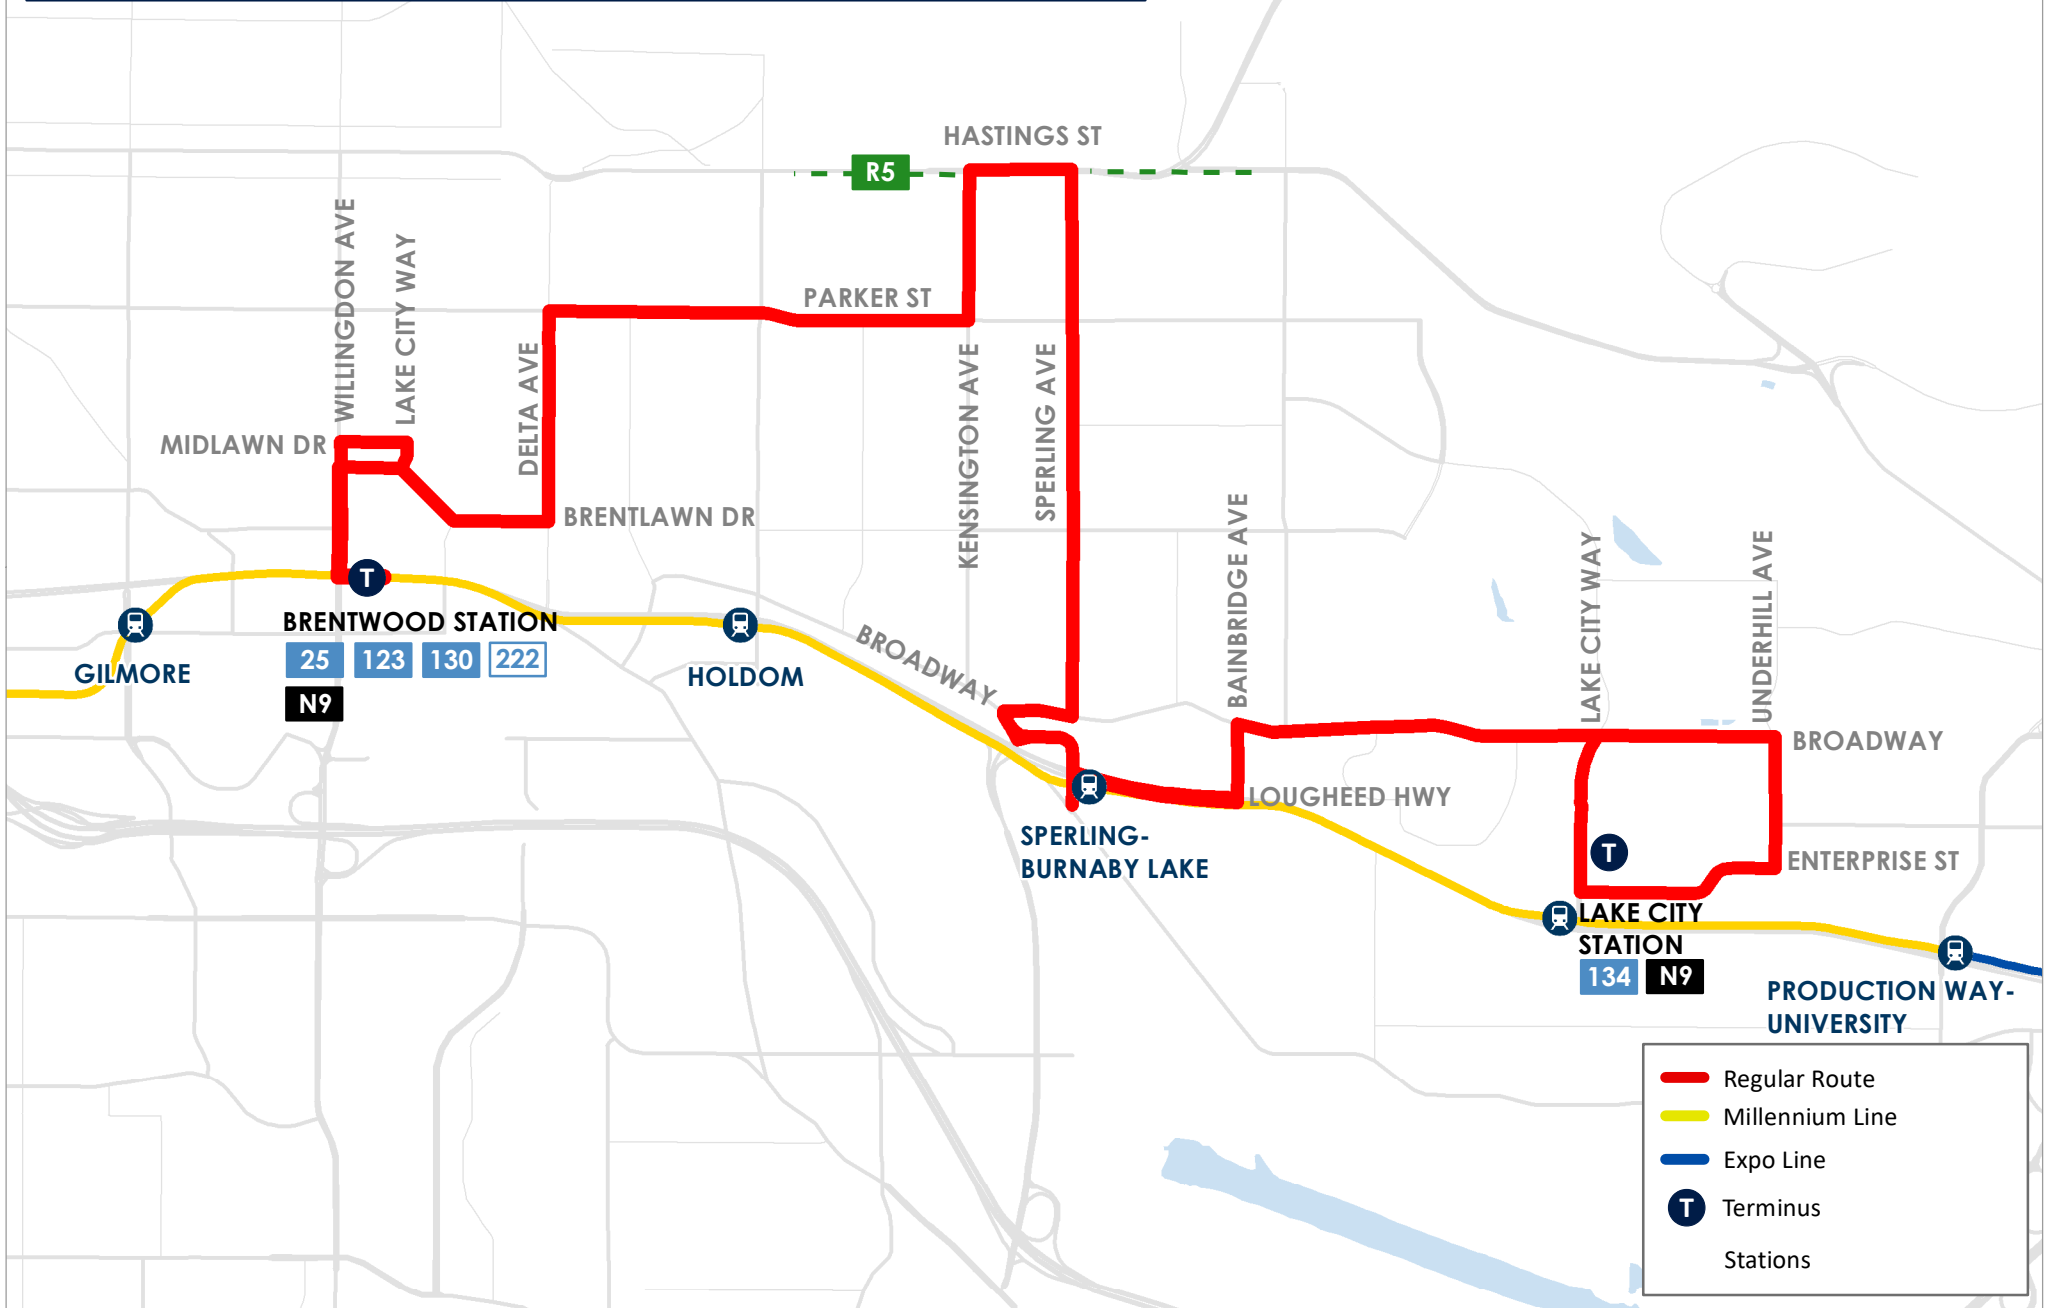 HASTINGS ST
R5
WILLINGDON AVE
LAKE CITY WAY
PARKER ST
DELTA AVE
KENSINGTON AVE
SPERLING AVE
MIDLAWN DR
BRENTLAWN DR
BAINBRIDGE AVE
LAKE CITY WAY
UNDERHILL AVE
T
BRENTWOOD STATION
25 123 130 222
N9
GILMORE
HOLDOM
BROADWAY
BROADWAY
LOUGHEED HWY
SPERLING-
BURNABY LAKE
T
ENTERPRISE ST
LAKE CITY
STATION
134 N9
PRODUCTION WAY-
UNIVERSITY
Regular Route
Millennium Line
Expo Line
T Terminus
Stations